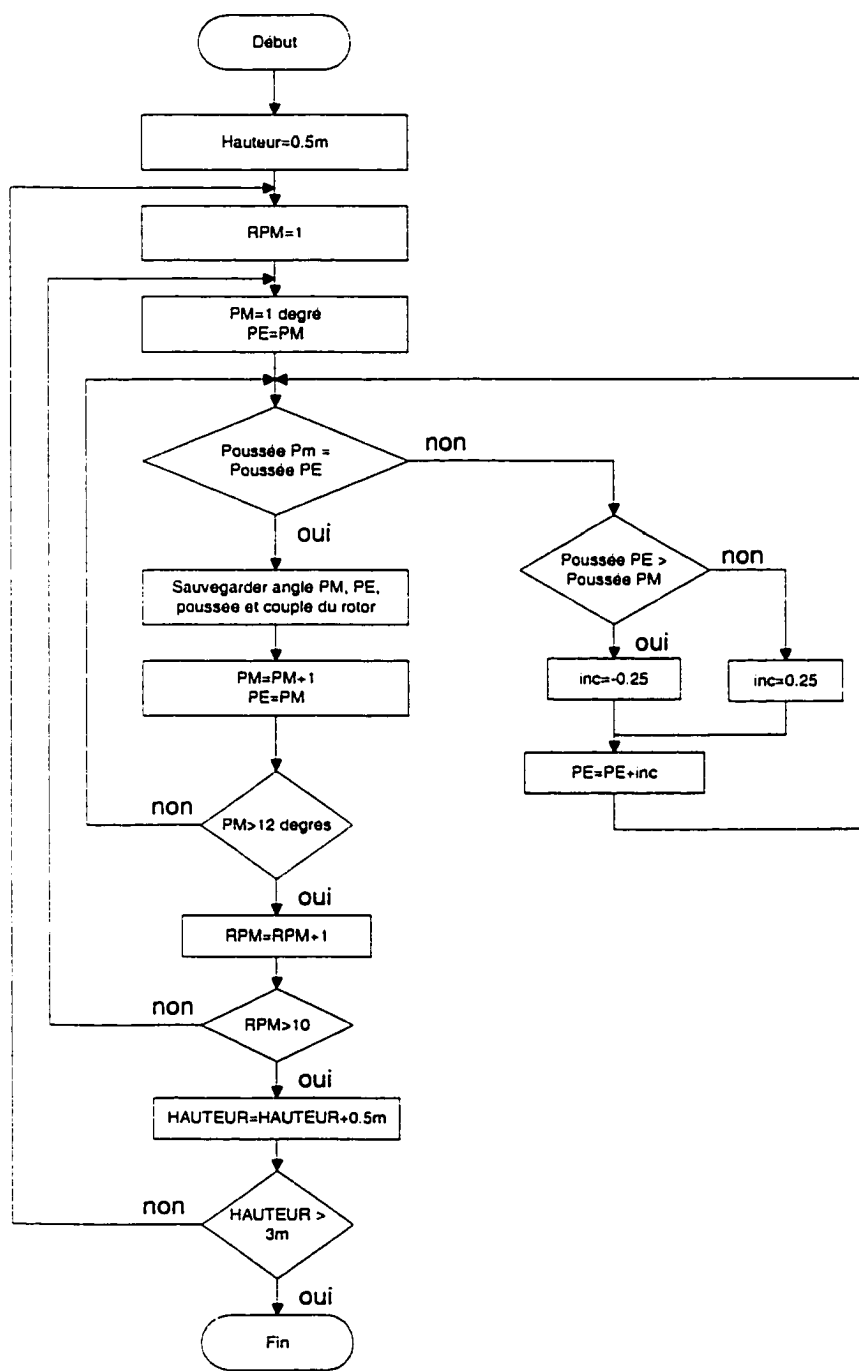 Début
Hauteur=0.5m
RPM=1
PM=1 degré
PE=PM
Poussée Pm =
Poussée PE
non
oui
Poussée PE >
Poussée PM
non
oui
Sauvegarder angle PM, PE,
poussée et couple du rotor
inc=-0.25
inc=0.25
PM=PM+1
PE=PM
PE=PE+inc
non
PM>12 degrés
oui
RPM=RPM+1
non
RPM>10
oui
HAUTEUR=HAUTEUR+0.5m
non
HAUTEUR >
3m
oui
Fin